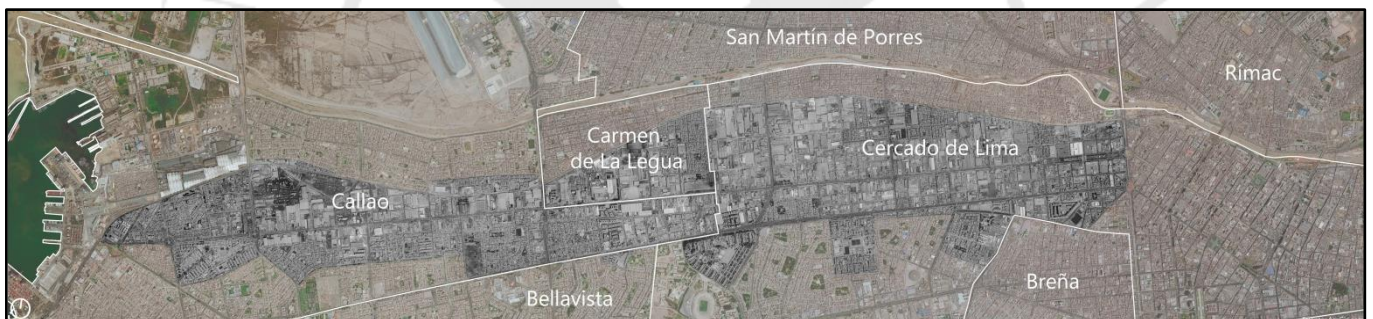 San Martín de Porres
Rímac
Carmen
de La Legua
Cercado de Lima
Callao
Breña
Bellavista